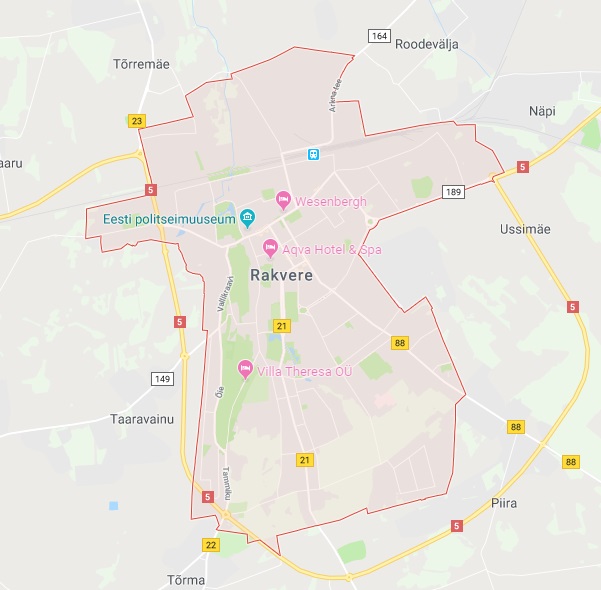 164
Roodevälja
Tõrremäe
Arkna tee
23
Näpi
aaru
5
5
189
Wesenbergh
Eesti politseimuuseum
Ussimäe
Aqva Hotel & Spa
Rakvere
Vallikraavi
5
5
21
88
Villa Theresa OÜ
149
Õle
Taaravainu
88
21
88
Tammiku
5
Piira
5
22
Tõrma